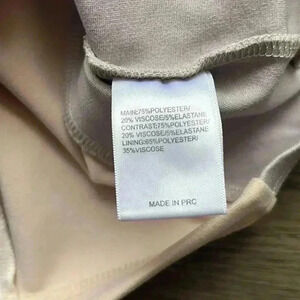 MAIN:75%POLYESTER/
20% VISCOSE/5%ELASTANE
CONTRAST:75%POLYESTER/
20% VISCOSE/5%ELASTANE
LINING:65%POLYESTER/
35%VISCOSE
MADE IN PRC